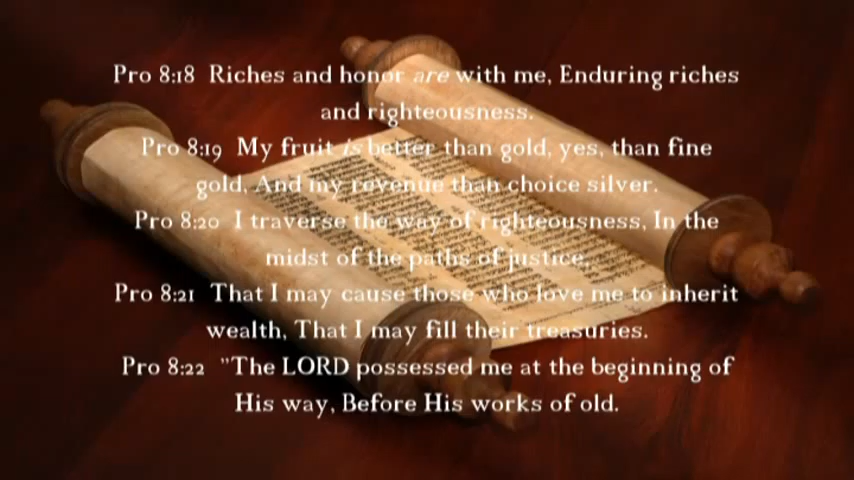 Pro 8:18 Riches and honor are with me, Enduring riches
and righteousness.
Pro 8:19 My fruit is better than gold, yes, than fine
gold, And my revenue than choice silver.
Pro 8:20 I traverse the way of righteousness, In the
midst of the paths of justice,
Pro 8:21 That I may cause those who love me to inherit
wealth, That I may fill their treasuries.
Pro 8:22 "The LORD possessed me at the beginning of
His way, Before His works of old.